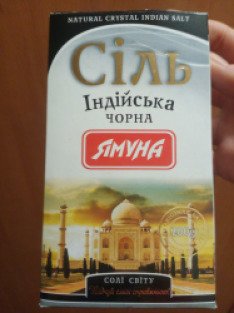 NATURAL CRYSTAL INDIAN SALT
Сіль
Індійська
ЧОРНА
ЯМУНА
СОЛІ СВІТУ